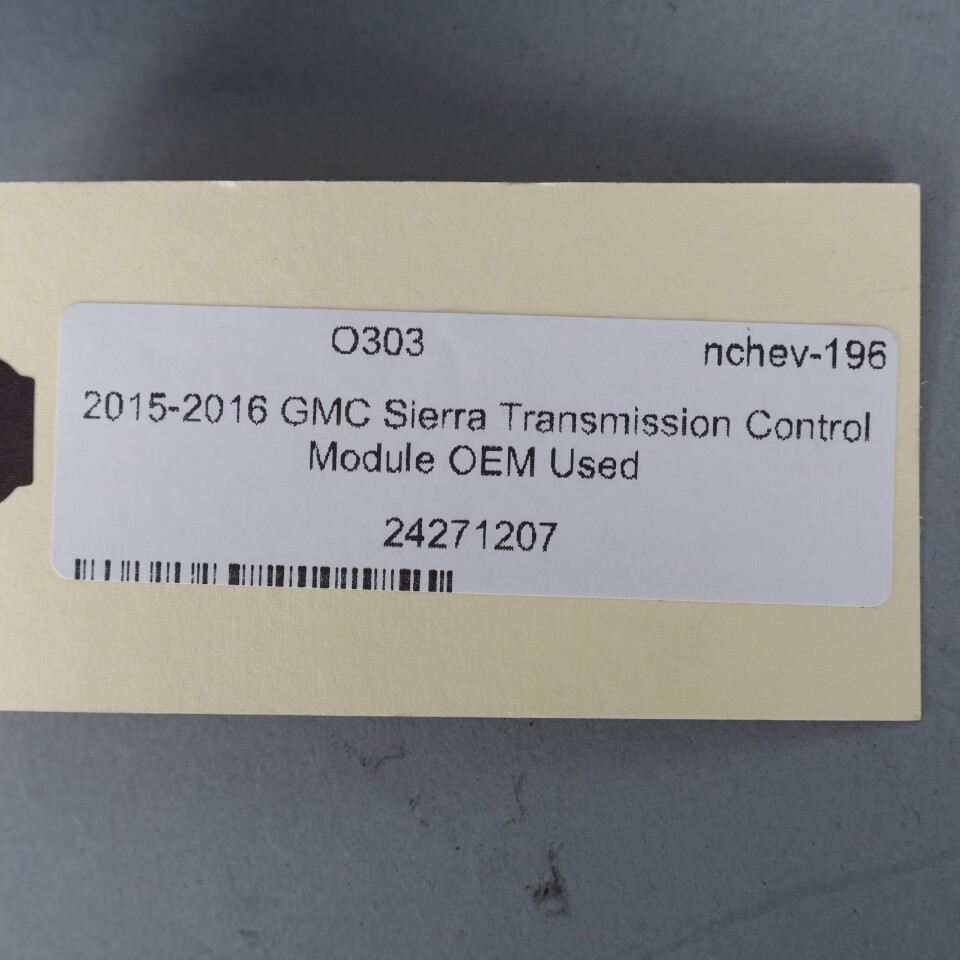 O303
nchev-196
2015-2016 GMC Sierra Transmission Control
Module OEM Used
24271207